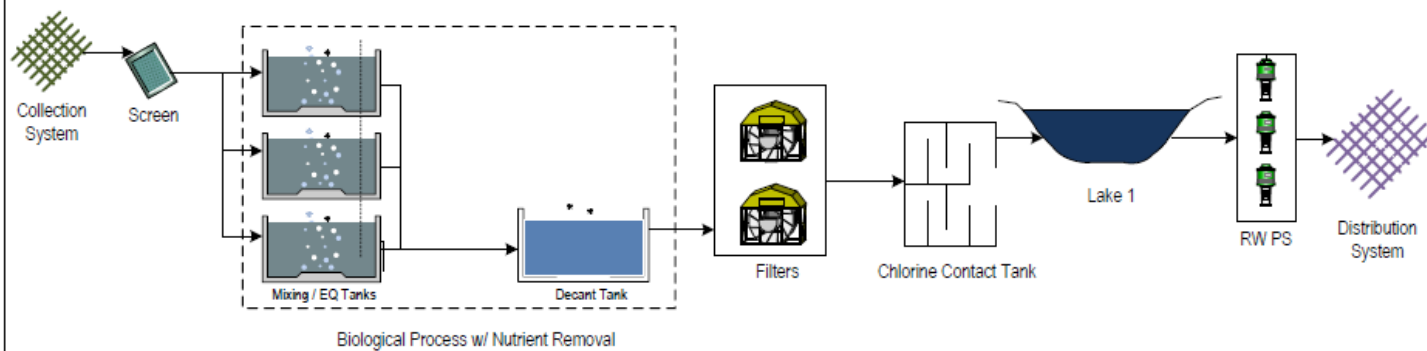 Collection
System
Screen
Mixing / EQ Tanks
Decant Tank
Biological Process w/ Nutrient Removal
Filters
Chlorine Contact Tank
Lake 1
RW PS
Distribution
System